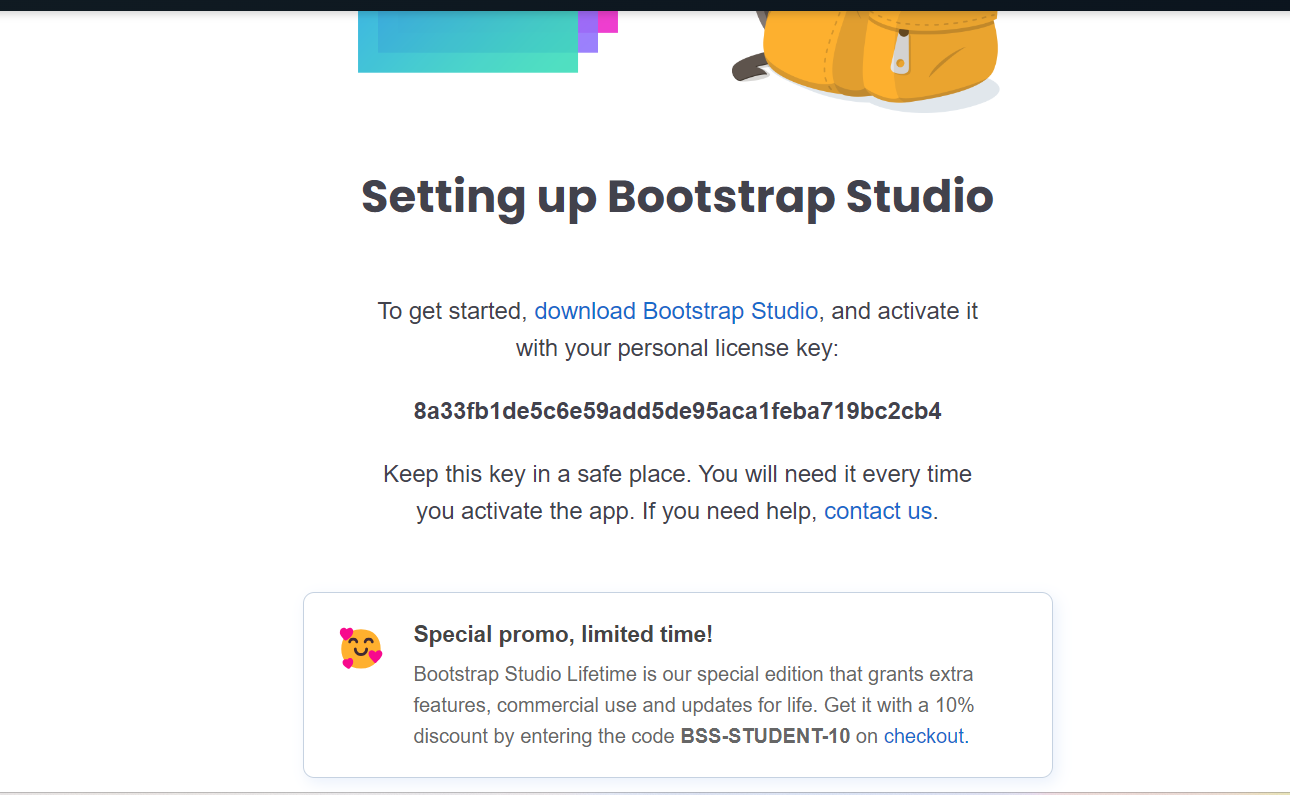 Setting up Bootstrap Studio
To get started, download Bootstrap Studio, and activate it
with your personal license key:
8a33fb1de5c6e59add5de95aca1feba719bc2cb4
Keep this key in a safe place. You will need it every time
you activate the app. If you need help, contact us.
Special promo, limited time!
Bootstrap Studio Lifetime is our special edition that grants extra
features, commercial use and updates for life. Get it with a 10%
discount by entering the code BSS-STUDENT-10 on checkout.